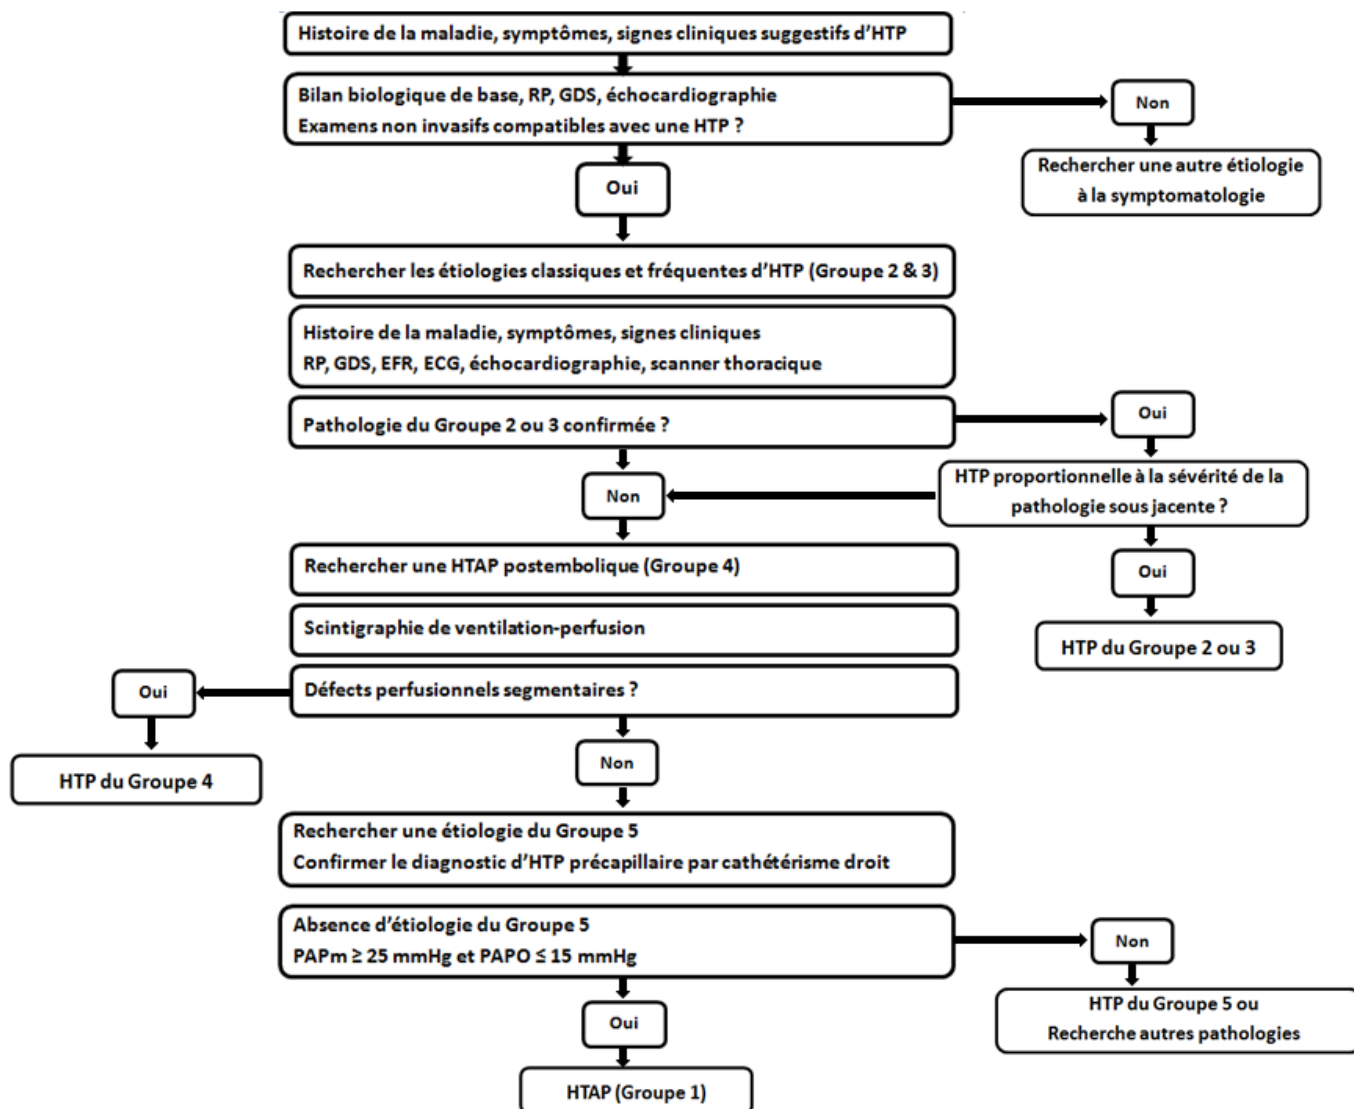 Histoire de la maladie, symptômes, signes cliniques suggestifs d'HTP
Bilan biologique de base, RP, GDS, échocardiographie
Examens non invasifs compatibles avec une HTP ?
Non
Rechercher une autre étiologie
à la symptomatologie
Oui
Rechercher les étiologies classiques et fréquentes d'HTP (Groupe 2 & 3)
Histoire de la maladie, symptômes, signes cliniques
RP, GDS, EFR, ECG, échocardiographie, scanner thoracique
Pathologie du Groupe 2 ou 3 confirmée ?
Oui
HTP proportionnelle à la sévérité de la
pathologie sous jacente ?
Non
Oui
HTP du Groupe 2 ou 3
Rechercher une HTAP postembolique (Groupe 4)
Scintigraphie de ventilation-perfusion
Défects perfusionnels segmentaires ?
Oui
HTP du Groupe 4
Non
Rechercher une étiologie du Groupe 5
Confirmer le diagnostic d'HTP précapillaire par cathétérisme droit
Absence d'étiologie du Groupe 5
PAPm ≥ 25 mmHg et PAPO ≤ 15 mmHg
Non
HTP du Groupe 5 ou
Recherche autres pathologies
Oui
HTAP (Groupe 1)